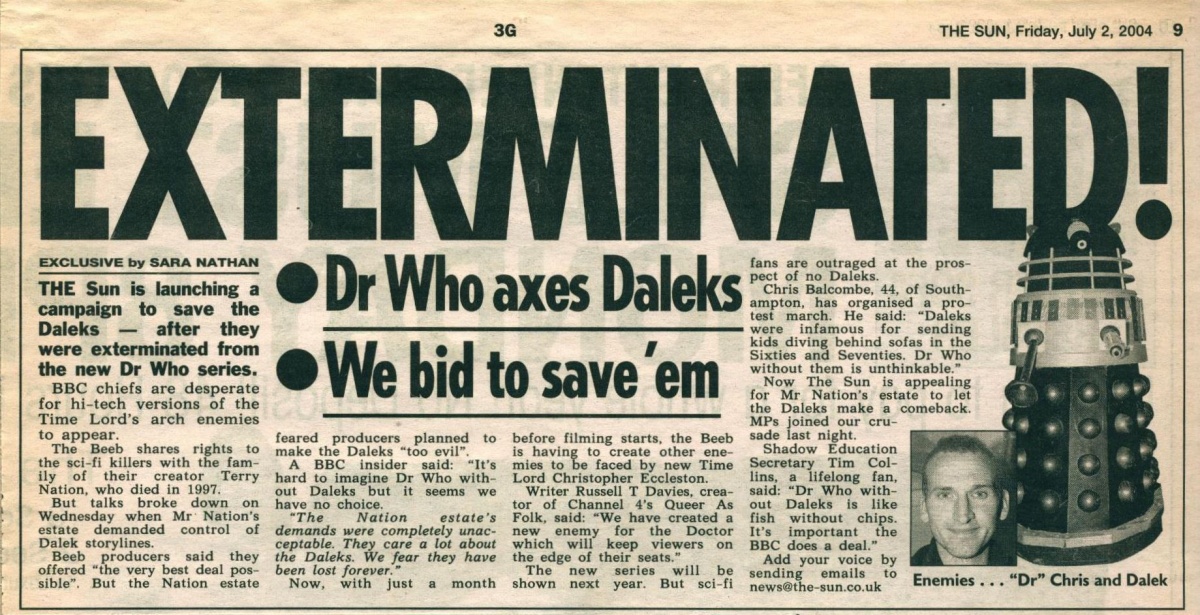 3G
THE SUN, Friday, July 2, 2004 9
EXTERMINATED!
EXCLUSIVE by SARA NATHAN
THE Sun is launching a
campaign to save the
Daleks — after they
were exterminated from
the new Dr Who series.
BBC chiefs are desperate
for hi-tech versions of the
Time Lord's arch enemies
to appear.
The Beeb shares rights to
the sci-fi killers with the fam-
ily of their creator Terry
Nation, who died in 1997.
But talks broke down on
Wednesday when Mr Nation's
estate demanded control of
Dalek storylines.
Beeb producers said they
offered "the very best deal pos-
sible". But the Nation estate
● Dr Who axes Daleks
● We bid to save 'em
feared producers planned to
make the Daleks "too evil".
A BBC insider said: "It's
hard to imagine Dr Who with-
out Daleks but it seems we
have no choice.
"The Nation estate's
demands were completely unac-
ceptable. They care a lot about
the Daleks. We fear they have
been lost forever."
Now, with just a month
before filming starts, the Beeb
is having to create other ene-
mies to be faced by new Time
Lord Christopher Eccleston.
Writer Russell T Davies, crea-
tor of Channel 4's Queer As
Folk, said: "We have created a
new enemy for the Doctor
which will keep viewers on
the edge of their seats."
The new series will be
shown next year. But sci-fi
fans are outraged at the pros-
pect of no Daleks.
Chris Balcombe, 44, of South-
ampton, has organised a pro-
test march. He said: "Daleks
were infamous for sending
kids diving behind sofas in the
Sixties and Seventies. Dr Who
without them is unthinkable."
Now The Sun is appealing
for Mr Nation's estate to let
the Daleks make a comeback.
MPs joined our cru-
sade last night.
Shadow Education
Secretary Tim Col-
lins, a lifelong fan,
said: "Dr Who with-
out Daleks is like
fish without chips.
It's important the
BBC does a deal."
Add your voice by
sending emails to
news@the-sun.co.uk
Enemies . . . "Dr" Chris and Dalek